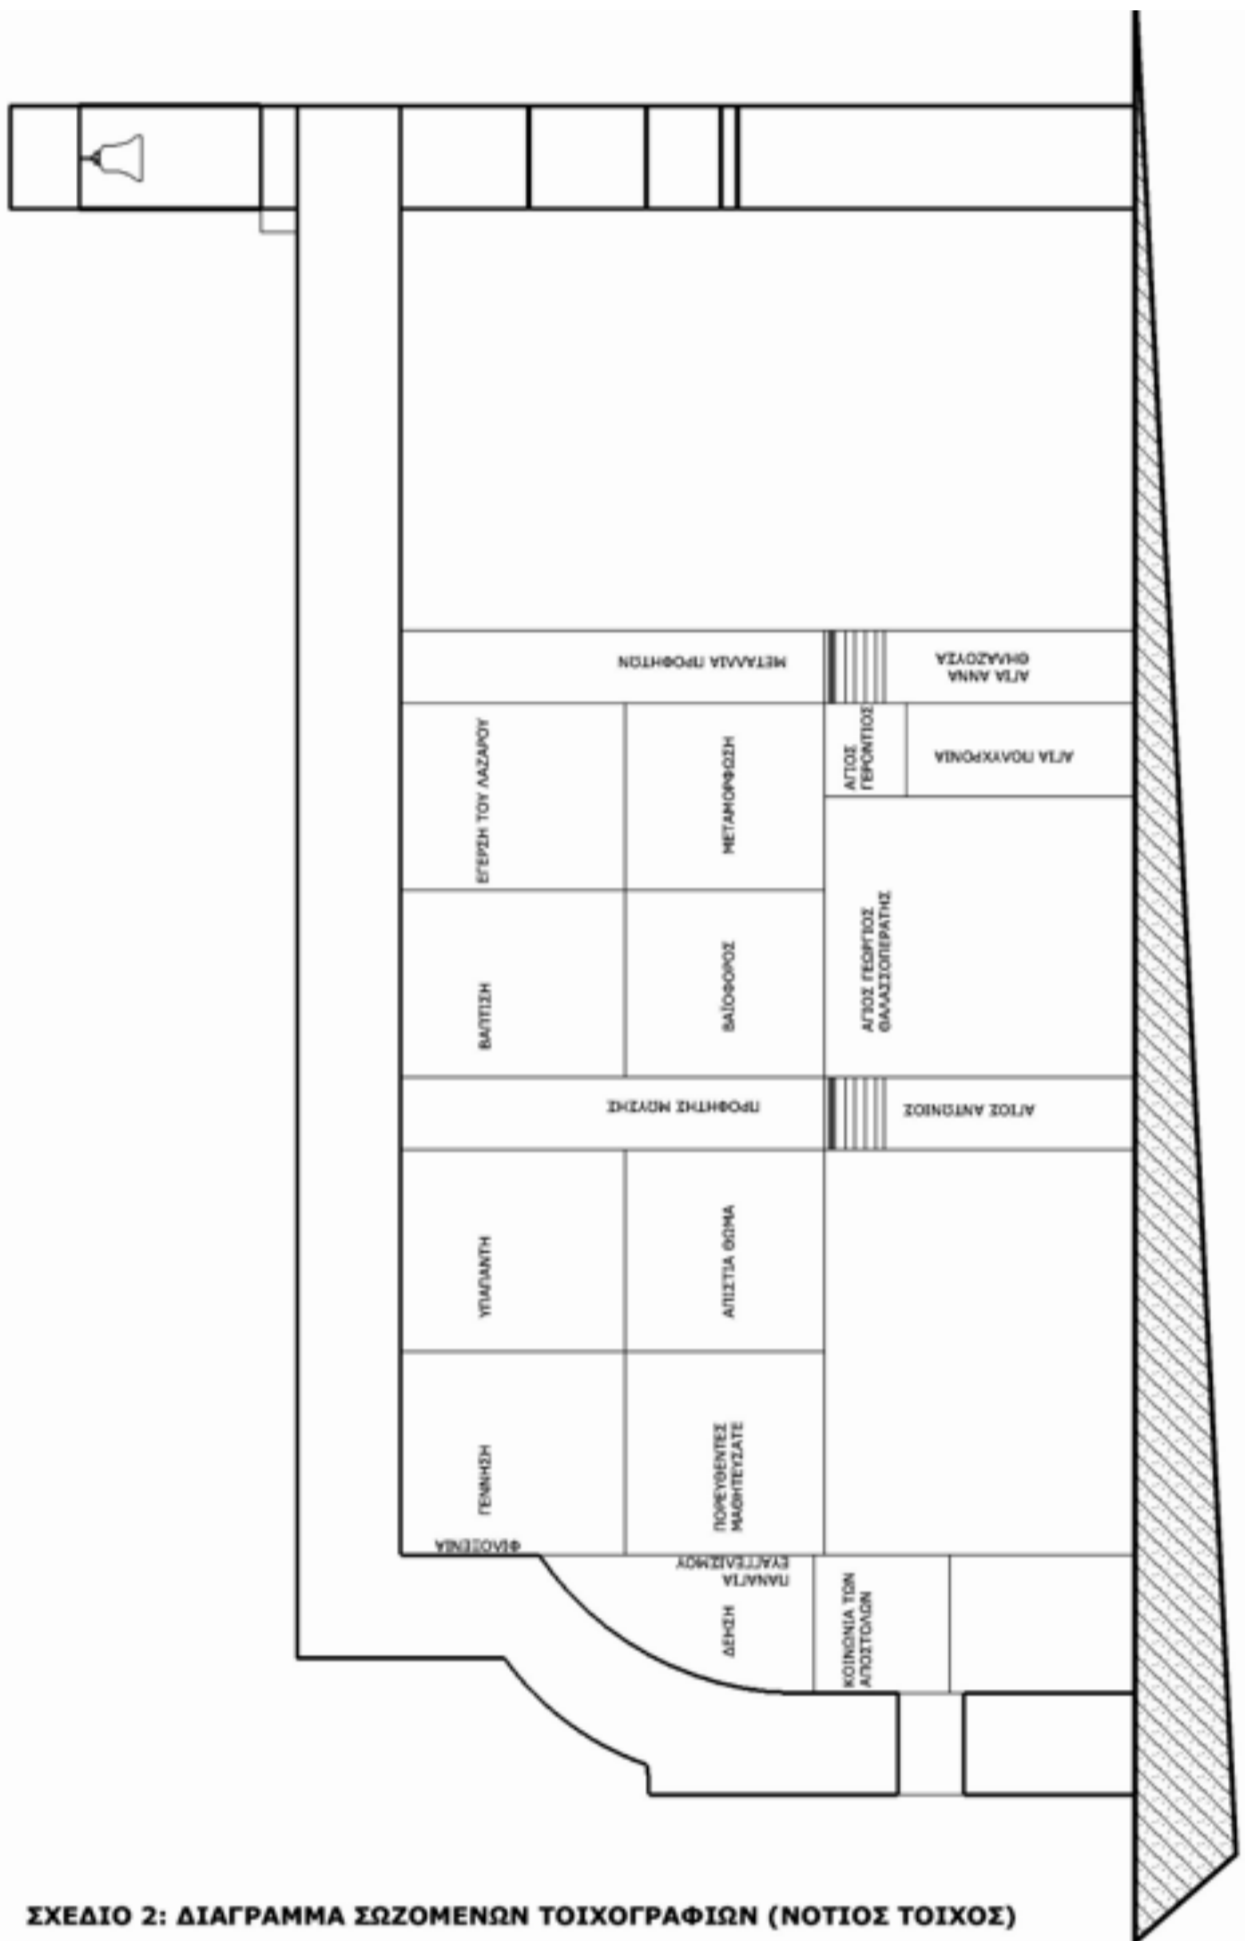 ΜΕΤΑΛΛΙΑ ΠΡΟΦΗΤΩΝ
ΑΓΙΑ ΑΝΝΑ
ΘΗΛΑΖΟΥΣΑ
ΕΓΕΡΣΗ ΤΟΥ ΛΑΖΑΡΟΥ
ΜΕΤΑΜΟΡΦΩΣΗ
ΑΓΙΟΣ
ΓΕΡΟΝΤΙΟΣ
ΑΓΙΑ ΠΟΛΥΧΡΟΝΙΑ
ΒΑΠΤΙΣΗ
ΒΑΪΟΦΟΡΟΣ
ΑΓΙΟΣ ΓΕΩΡΓΙΟΣ
ΘΑΛΑΣΣΟΠΕΡΑΤΗΣ
ΠΡΟΦΗΤΗΣ ΜΩΥΣΗΣ
ΑΓΙΟΣ ΑΝΤΩΝΙΟΣ
ΥΠΑΠΑΝΤΗ
ΑΠΙΣΤΙΑ ΘΩΜΑ
ΓΕΝΝΗΣΗ
ΠΟΡΕΥΘΕΝΤΕΣ
ΜΑΘΗΤΕΥΣΑΤΕ
ΦΙΛΟΞΕΝΙΑ
ΠΑΝΑΓΙΑ
ΕΥΑΓΓΕΛΙΣΜΟΥ
ΔΕΗΣΗ
ΚΟΙΝΩΝΙΑ ΤΩΝ
ΑΠΟΣΤΟΛΩΝ
ΣΧΕΔΙΟ 2: ΔΙΑΓΡΑΜΜΑ ΣΩΖΟΜΕΝΩΝ ΤΟΙΧΟΓΡΑΦΙΩΝ (ΝΟΤΙΟΣ ΤΟΙΧΟΣ)